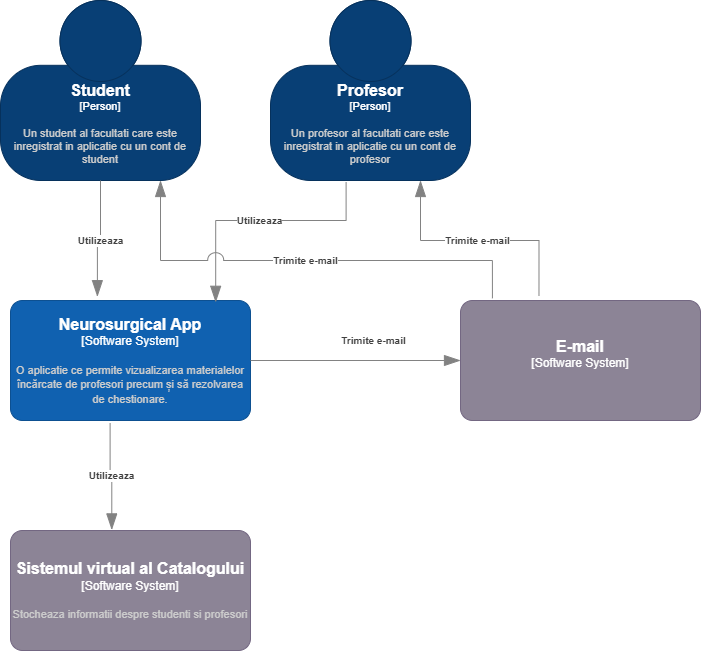 Student
[Person]
Un student al facultati care este
inregistrat in aplicatie cu un cont de
student
Profesor
[Person]
Un profesor al facultati care este
inregistrat in aplicatie cu un cont de
profesor
Utilizeaza
Utilizeaza
Trimite e-mail
Trimite e-mail
Neurosurgical App
[Software System]
O aplicatie ce permite vizualizarea materialelor
încărcate de profesori precum și să rezolvarea
de chestionare.
Trimite e-mail
E-mail
[Software System]
Utilizeaza
Sistemul virtual al Catalogului
[Software System]
Stocheaza informatii despre studenti si profesori